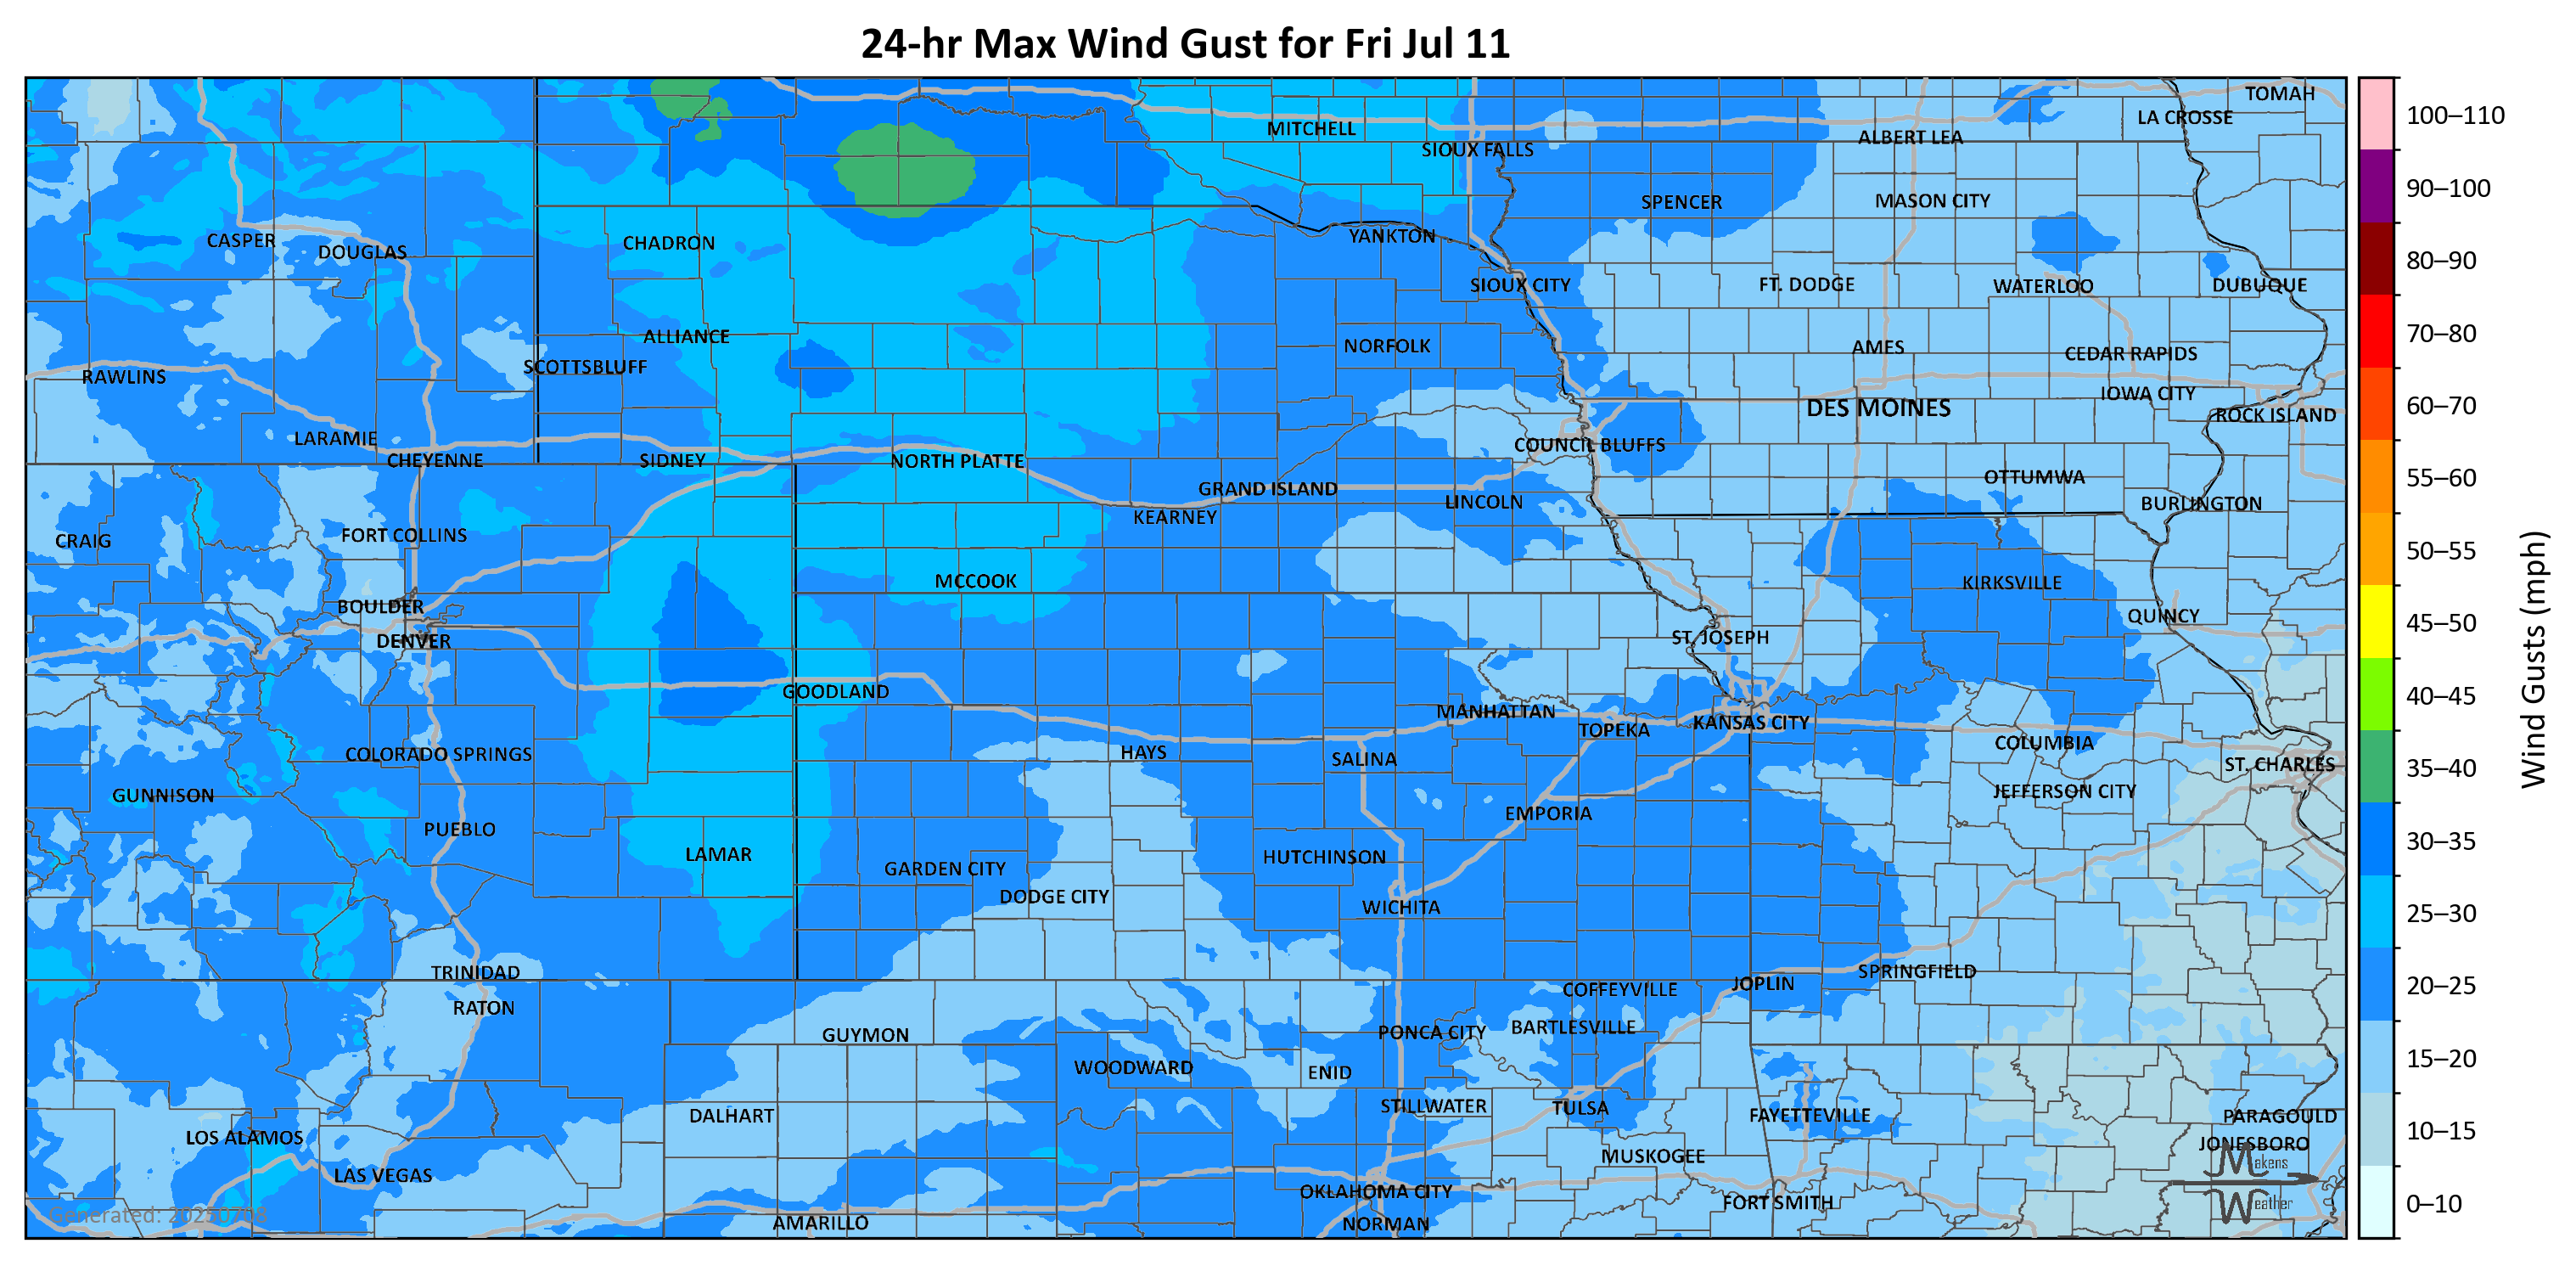 24-hr Max Wind Gust for Fri Jul 11
TOMAH
LA CROSSE
MITCHELL
ALBERT LEA
SIOUX FALLS
SPENCER
MASON CITY
CASPER
DOUGLAS
CHADRON
YANKTON
SIOUX CITY
FT. DODGE
WATERLOO
DUBUQUE
ALLIANCE
NORFOLK
AMES
CEDAR RAPIDS
SCOTTSBLUFF
RAWLINS
IOWA CITY
DES MOINES
ROCK ISLAND
LARAMIE
COUNCIL BLUFFS
CHEYENNE
SIDNEY
NORTH PLATTE
OTTUMWA
GRAND ISLAND
LINCOLN
BURLINGTON
KEARNEY
FORT COLLINS
CRAIG
MCCOOK
KIRKSVILLE
BOULDER
QUINCY
DENVER
ST. JOSEPH
GOODLAND
MANHATTAN
TOPEKA
KANSAS CITY
COLORADO SPRINGS
HAYS
SALINA
COLUMBIA
ST. CHARLES
GUNNISON
JEFFERSON CITY
EMPORIA
PUEBLO
LAMAR
HUTCHINSON
GARDEN CITY
DODGE CITY
WICHITA
TRINIDAD
SPRINGFIELD
JOPLIN
COFFEYVILLE
RATON
GUYMON
PONCA CITY
BARTLESVILLE
WOODWARD
ENID
DALHART
STILLWATER
TULSA
FAYETTEVILLE
PARAGOULD
LOS ALAMOS
JONESBORO
MUSKOGEE
LAS VEGAS
OKLAHOMA CITY
FORT SMITH
AMARILLO
NORMAN
Generated: 20250708
Makens
Weather
100–110
90–100
80–90
70–80
60–70
55–60
50–55
45–50
40–45
35–40
30–35
25–30
20–25
15–20
10–15
0–10
Wind Gusts (mph)